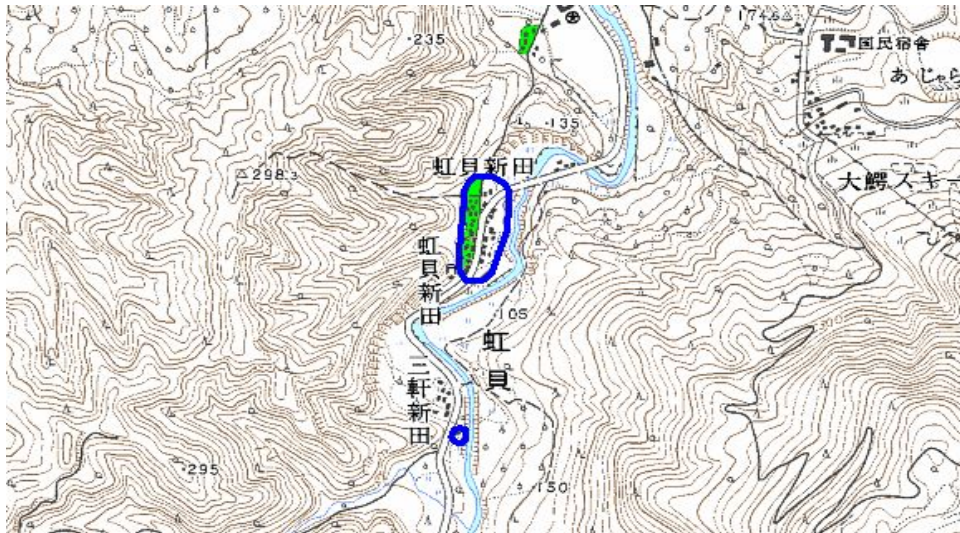 235
174.6
国民宿舎
あじゃら
135
虹貝新田
298.3
大鰐スキー
虹貝新田
105
虹貝
三軒新田
295
150